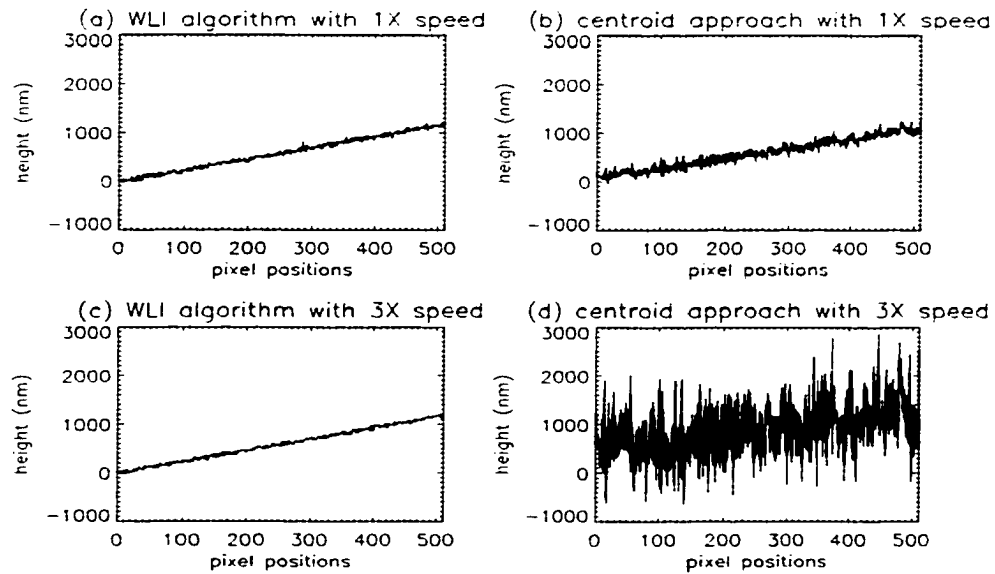 (a) WLI algorithm with 1X speed
3000
2000
1000
0
−1000
height (nm)
0 100 200 300 400 500
pixel positions
(b) centroid approach with 1X speed
3000
2000
1000
0
−1000
height (nm)
0 100 200 300 400 500
pixel positions
(c) WLI algorithm with 3X speed
3000
2000
1000
0
−1000
height (nm)
0 100 200 300 400 500
pixel positions
(d) centroid approach with 3X speed
3000
2000
1000
0
−1000
height (nm)
0 100 200 300 400 500
pixel positions